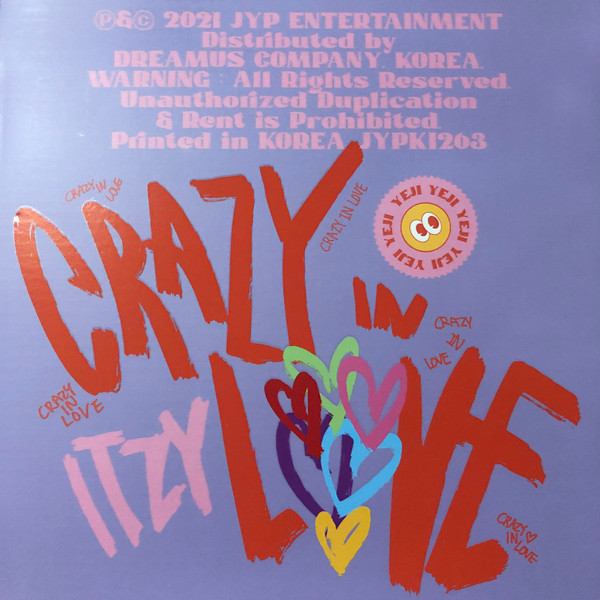 ℗&© 2021 JYP ENTERTAINMENT
Distributed by
DREAMUS COMPANY. KOREA.
WARNING : All Rights Reserved.
Unauthorized Duplication
& Rent is Prohibited.
Printed in KOREA JYPK1263
CRAZY IN
LOVE
CRAZY
CRAZY IN LOVE
YEJI YEJI YEJI YEJI YEJI YEJI
IN
CRAZY
IN
LOVE
CRAZY
IN
LOVE
ITZY
LOVE
CRAZY
IN
LOVE